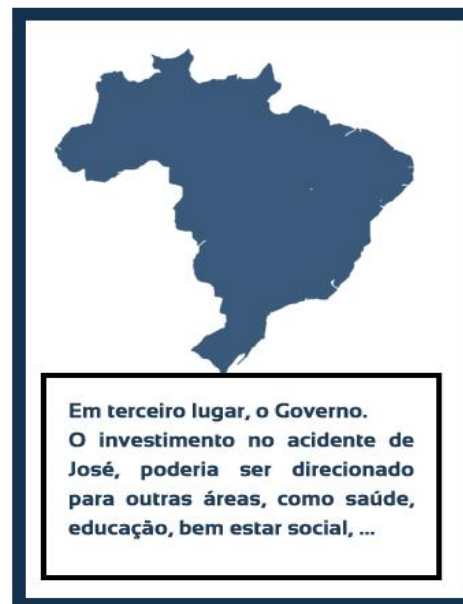 Em terceiro lugar, o Governo.
O investimento no acidente de
José, poderia ser direcionado
para outras áreas, como saúde,
educação, bem estar social, ...